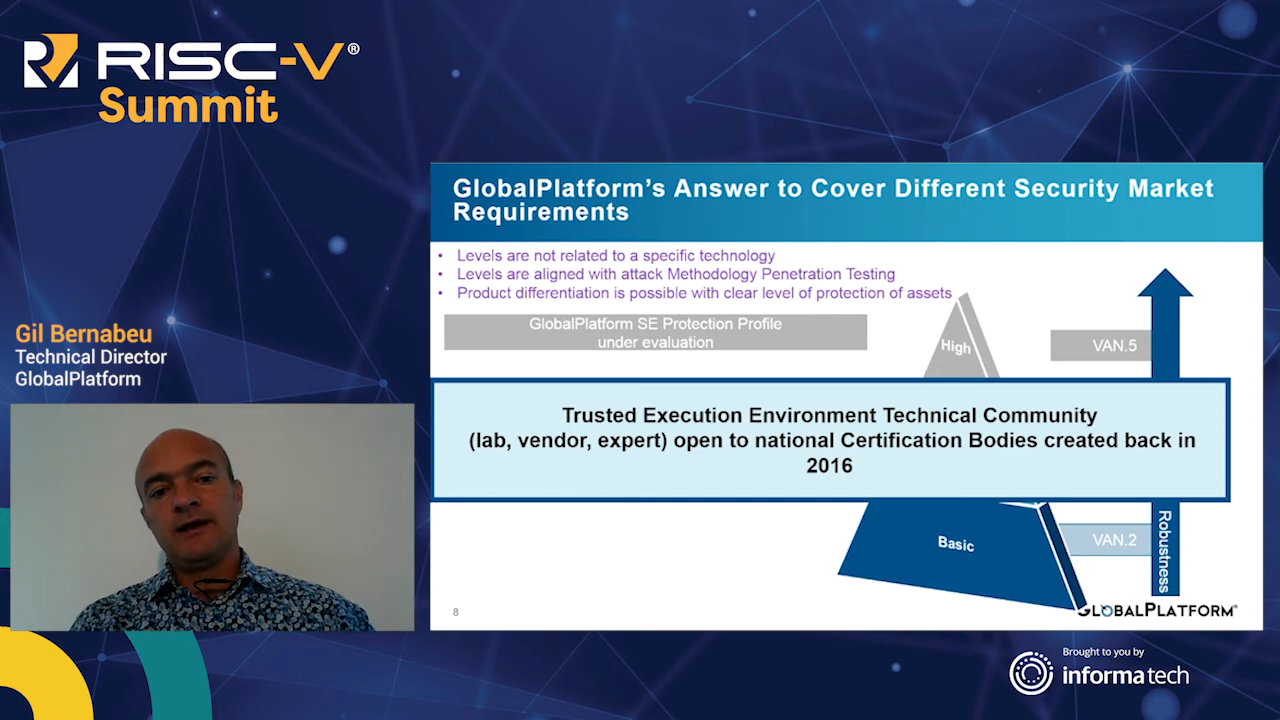 RISC-V®
Summit
GlobalPlatform's Answer to Cover Different Security Market
Requirements
• Levels are not related to a specific technology
• Levels are aligned with attack Methodology Penetration Testing
• Product differentiation is possible with clear level of protection of assets
GlobalPlatform SE Protection Profile
under evaluation
High
VAN.5
Gil Bernabeu
Technical Director
GlobalPlatform
Trusted Execution Environment Technical Community
(lab, vendor, expert) open to national Certification Bodies created back in
2016
Basic
VAN.2
Robustness
8
GLOBALPLATFORM®
Brought to you by
informa tech